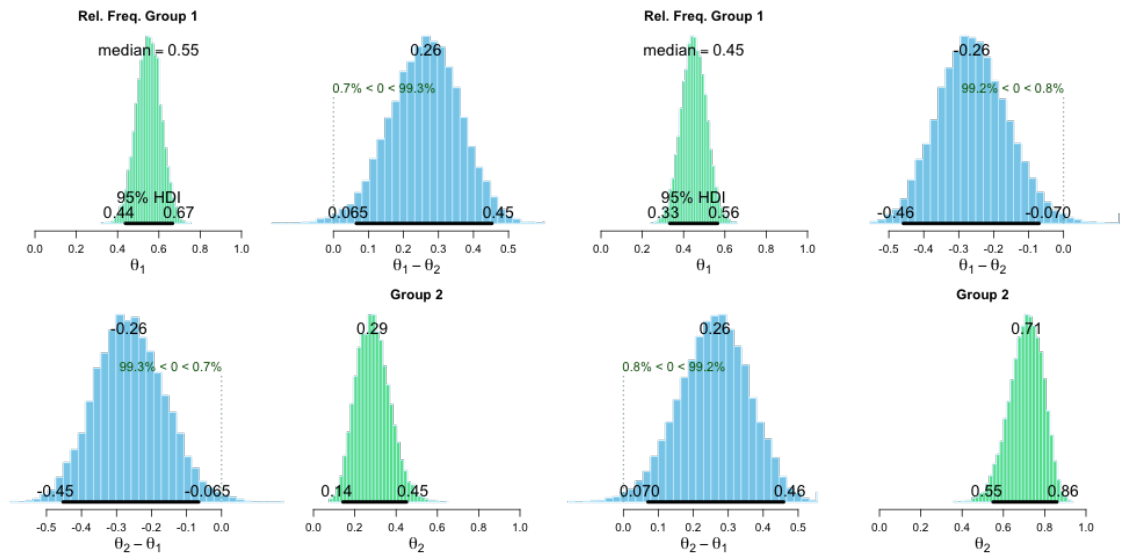 Rel. Freq. Group 1
median = 0.55
95% HDI
0.44 0.67
0.0 0.2 0.4 0.6 0.8 1.0
θ1
0.26
0.7% < 0 < 99.3%
0.065 0.45
0.0 0.1 0.2 0.3 0.4 0.5
θ1 − θ2
Rel. Freq. Group 1
median = 0.45
95% HDI
0.33 0.56
0.0 0.2 0.4 0.6 0.8 1.0
θ1
-0.26
99.2% < 0 < 0.8%
-0.46 -0.070
-0.5 -0.4 -0.3 -0.2 -0.1 0.0
θ1 − θ2
-0.26
99.3% < 0 < 0.7%
-0.45 -0.065
-0.5 -0.4 -0.3 -0.2 -0.1 0.0
θ2 − θ1
Group 2
0.29
0.14 0.45
0.0 0.2 0.4 0.6 0.8 1.0
θ2
0.26
0.8% < 0 < 99.2%
0.070 0.46
0.0 0.1 0.2 0.3 0.4 0.5
θ2 − θ1
Group 2
0.71
0.55 0.86
0.0 0.2 0.4 0.6 0.8 1.0
θ2